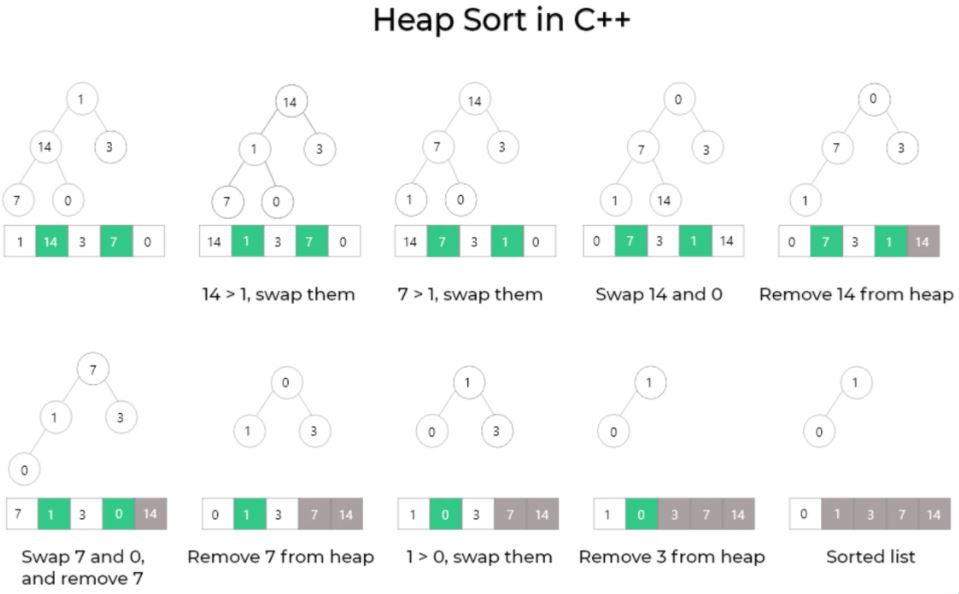 Heap Sort in C++
1
14 3
7 0
1 14 3 7 0
14
1 3
7 0
14 1 3 7 0
14 > 1, swap them
14
7 3
1 0
14 7 3 1 0
7 > 1, swap them
0
7 3
1 14
0 7 3 1 14
Swap 14 and 0
0
7 3
1
0 7 3 1 14
Remove 14 from heap
7
1 3
0
7 1 3 0 14
Swap 7 and 0,
and remove 7
0
1 3
0 1 3 7 14
Remove 7 from heap
1
0 3
1 0 3 7 14
1 > 0, swap them
1
0
1 0 3 7 14
Remove 3 from heap
1
0
0 1 3 7 14
Sorted list